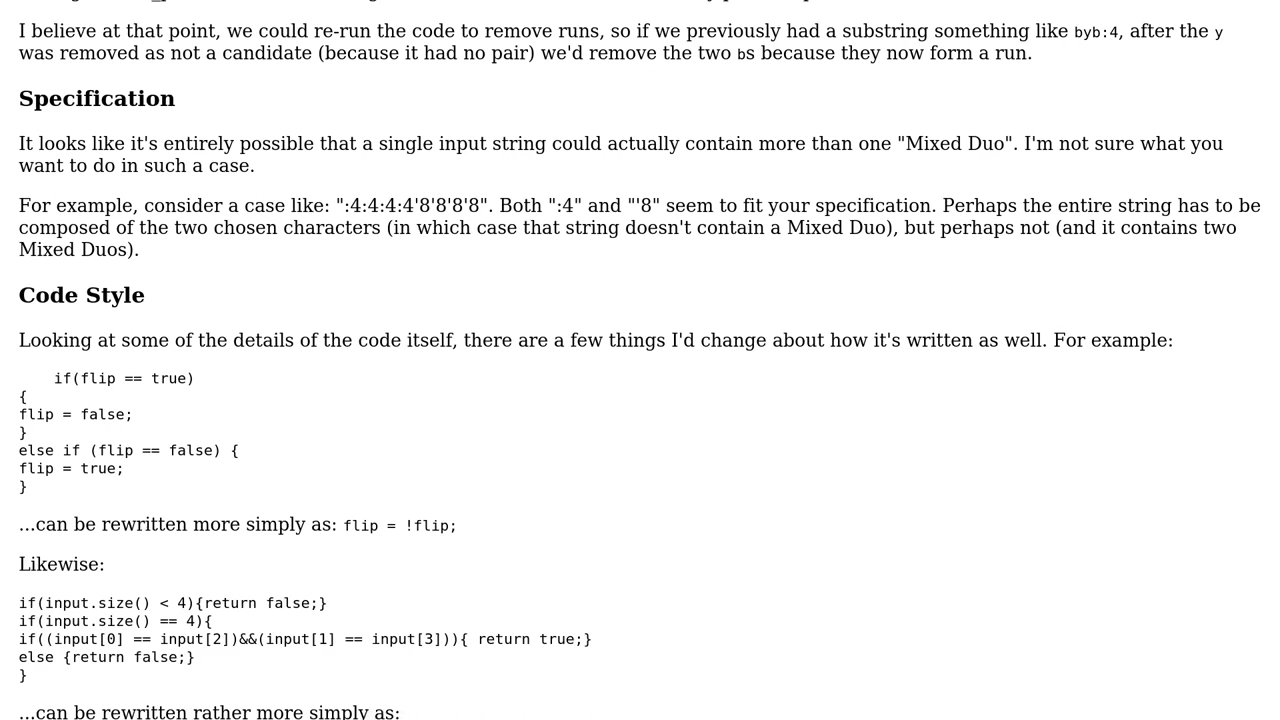 I believe at that point, we could re-run the code to remove runs, so if we previously had a substring something like byb:4, after the y
was removed as not a candidate (because it had no pair) we'd remove the two bs because they now form a run.
Specification
It looks like it's entirely possible that a single input string could actually contain more than one "Mixed Duo". I'm not sure what you
want to do in such a case.
For example, consider a case like: ":4:4:4:4'8'8'8'8". Both ":4" and "'8" seem to fit your specification. Perhaps the entire string has to be
composed of the two chosen characters (in which case that string doesn't contain a Mixed Duo), but perhaps not (and it contains two
Mixed Duos).
Code Style
Looking at some of the details of the code itself, there are a few things I'd change about how it's written as well. For example:
    if(flip == true)
{
flip = false;
}
else if (flip == false) {
flip = true;
}
...can be rewritten more simply as: flip = !flip;
Likewise:
if(input.size() < 4){return false;}
if(input.size() == 4){
if((input[0] == input[2])&&(input[1] == input[3])){ return true;}
else {return false;}
}
...can be rewritten rather more simply as: